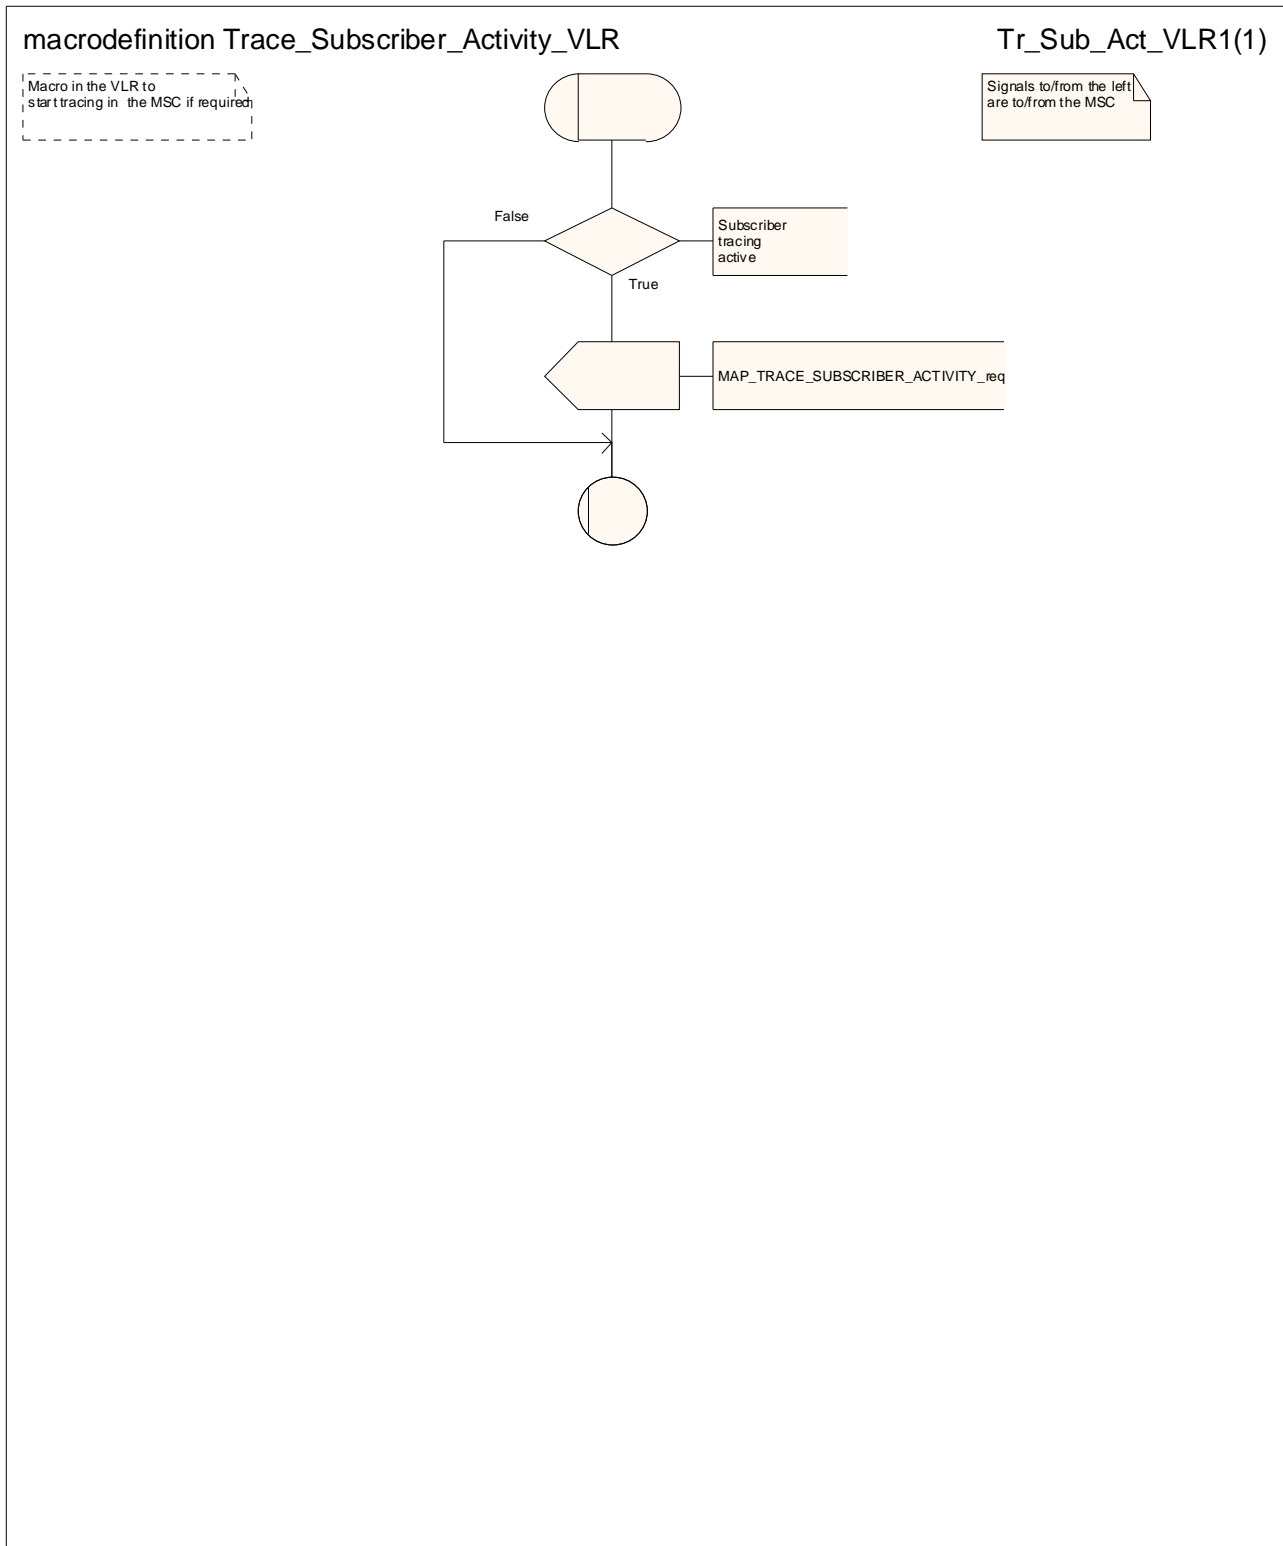 macrodefinition Trace_Subscriber_Activity_VLR
Tr_Sub_Act_VLR1(1)
Macro in the VLR to
start tracing in the MSC if required
Signals to/from the left
are to/from the MSC
False
Subscriber
tracing
active
True
MAP_TRACE_SUBSCRIBER_ACTIVITY_req